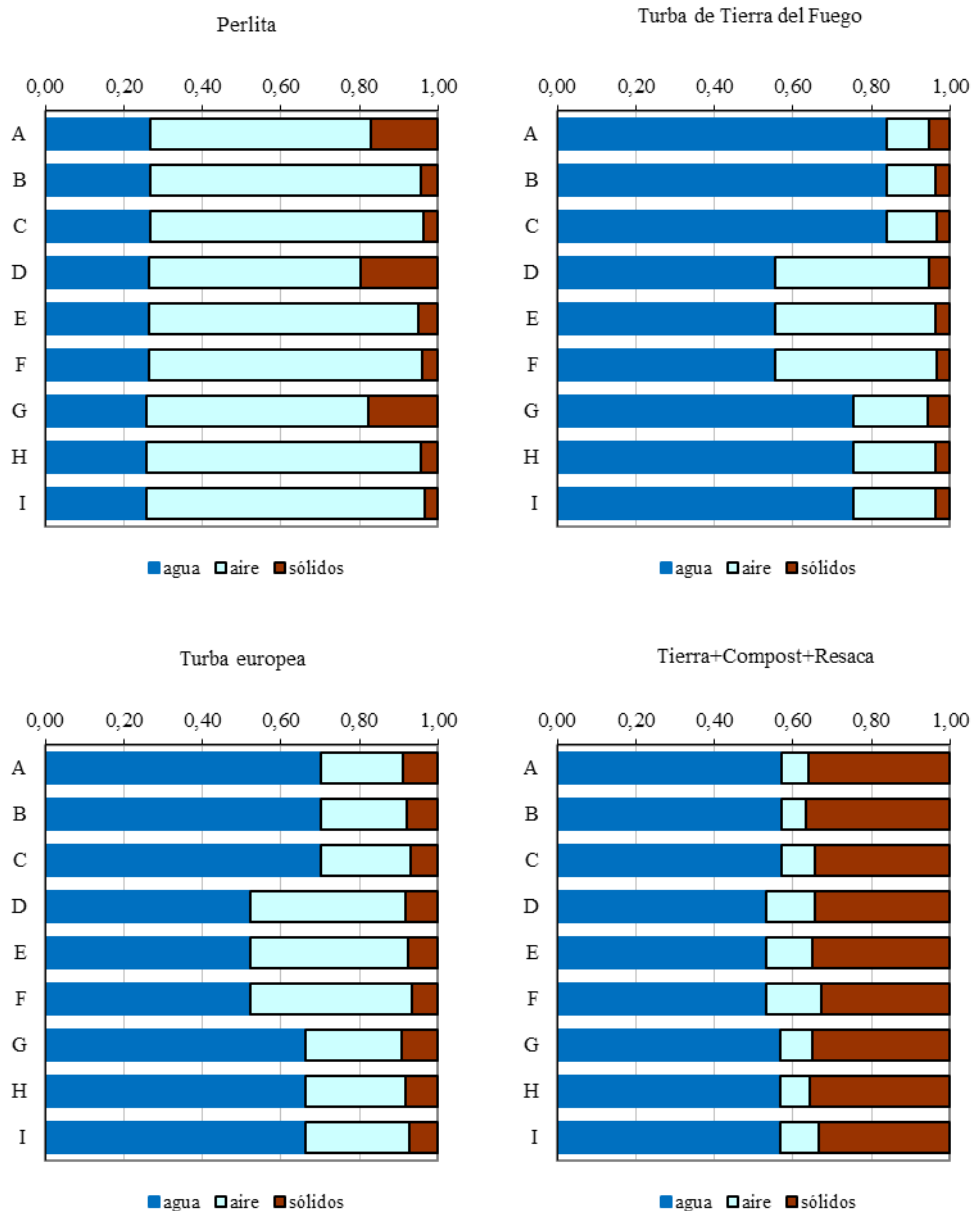 Perlita
0,00 0,20 0,40 0,60 0,80 1,00
A
B
C
D
E
F
G
H
I
agua aire sólidos
Turba de Tierra del Fuego
0,00 0,20 0,40 0,60 0,80 1,00
A
B
C
D
E
F
G
H
I
agua aire sólidos
Turba europea
0,00 0,20 0,40 0,60 0,80 1,00
A
B
C
D
E
F
G
H
I
agua aire sólidos
Tierra+Compost+Resaca
0,00 0,20 0,40 0,60 0,80 1,00
A
B
C
D
E
F
G
H
I
agua aire sólidos